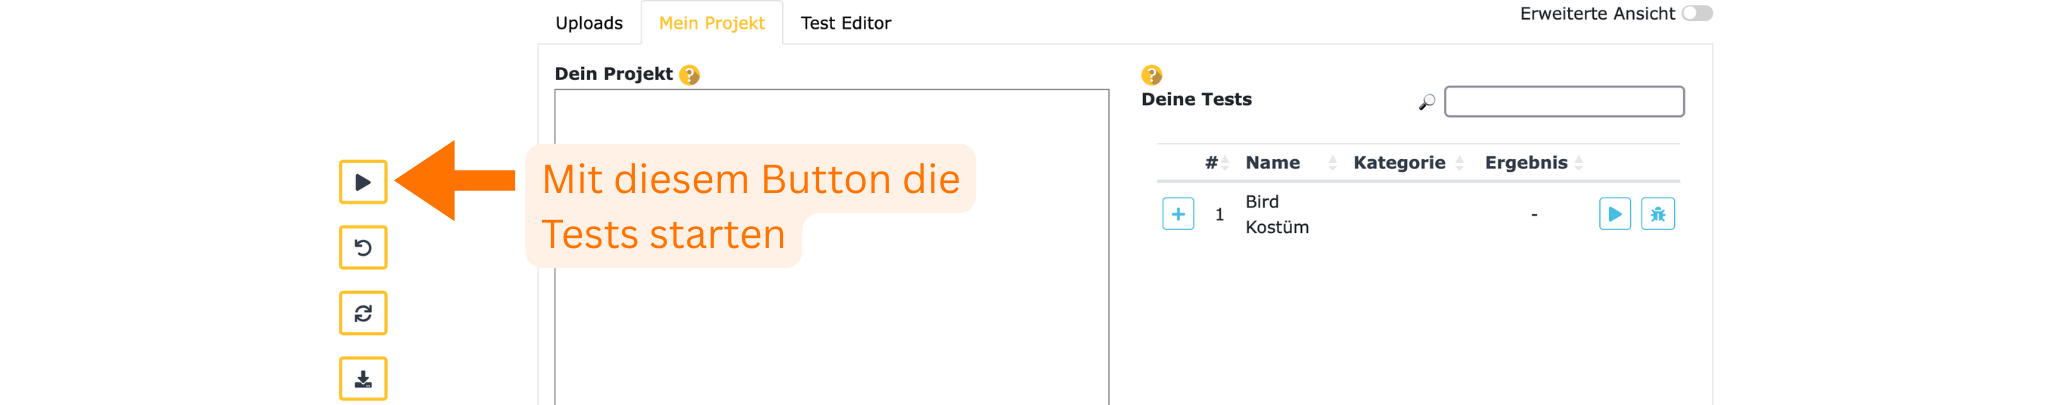 Uploads Mein Projekt Test Editor Erweiterte Ansicht
Dein Projekt ?
?
Deine Tests
# Name Kategorie Ergebnis
+ 1 Bird Kostüm -
Mit diesem Button die
Tests starten